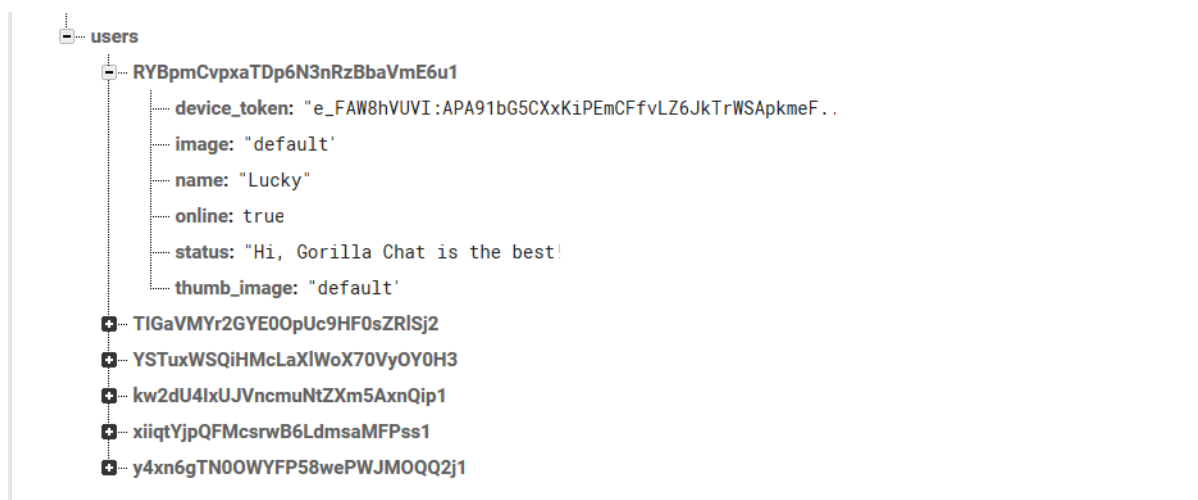 users
RYBpmCvpxaTDp6N3nRzBbaVmE6u1
device_token: "e_FAW8hVUVI:APA91bG5CXxKiPEmCFfvLZ6JkTrWSApkmeF..
image: "default"
name: "Lucky"
online: true
status: "Hi, Gorilla Chat is the best!
thumb_image: "default"
TIGaVMYr2GYE0OpUc9HF0sZRlSj2
YSTuxWSQiHMcLaXlWoX70VyOY0H3
kw2dU4IxUJVncmuNtZXm5AxnQip1
xiiqtYjpQFMcsrwB6LdmsaMFPss1
y4xn6gTN0OWYFP58wePWJMOQQ2j1